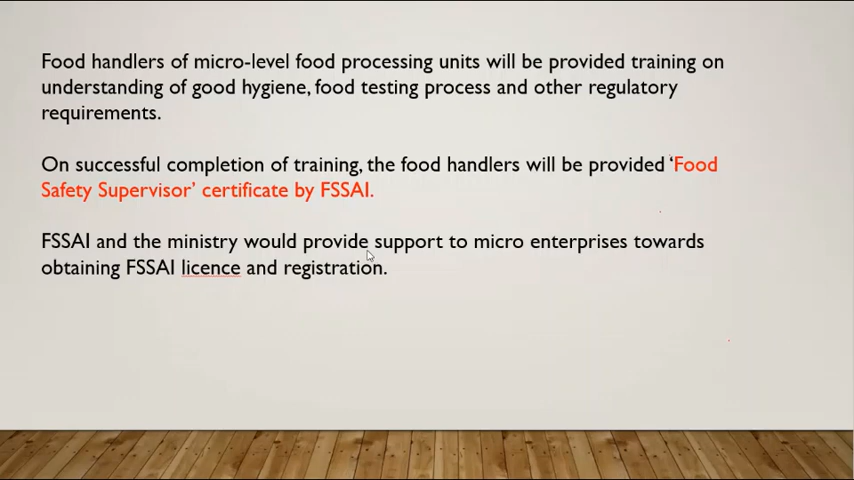 Food handlers of micro-level food processing units will be provided training on
understanding of good hygiene, food testing process and other regulatory
requirements.
On successful completion of training, the food handlers will be provided ‘Food
Safety Supervisor’ certificate by FSSAI.
FSSAI and the ministry would provide support to micro enterprises towards
obtaining FSSAI licence and registration.